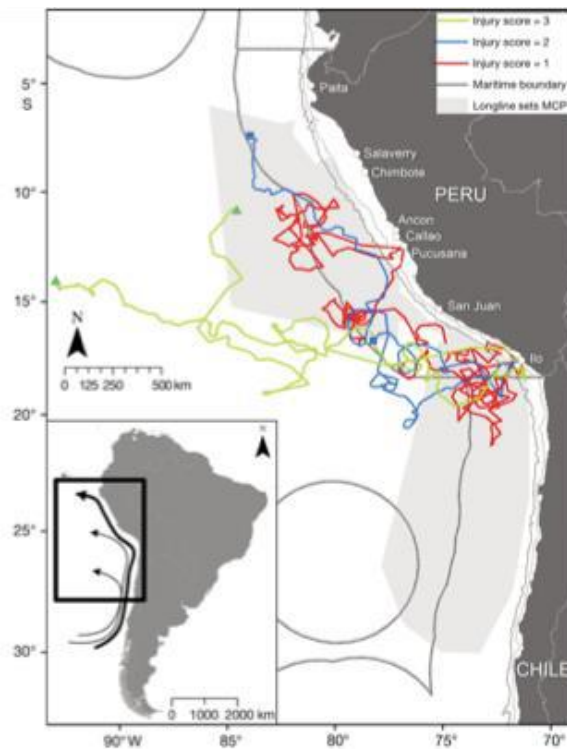 Injury score = 3
Injury score = 2
Injury score = 1
Maritime boundary
Longline sets MCP
5°
S
Paita
Salaverry
Chimbote
PERU
10°
Ancon
Callao
Pucusana
15°
San Juan
N
Ilo
0 125 250 500 km
20°
N
25°
30°
CHILE
0 1000 2000 km
90°W
85°
80°
75°
70°